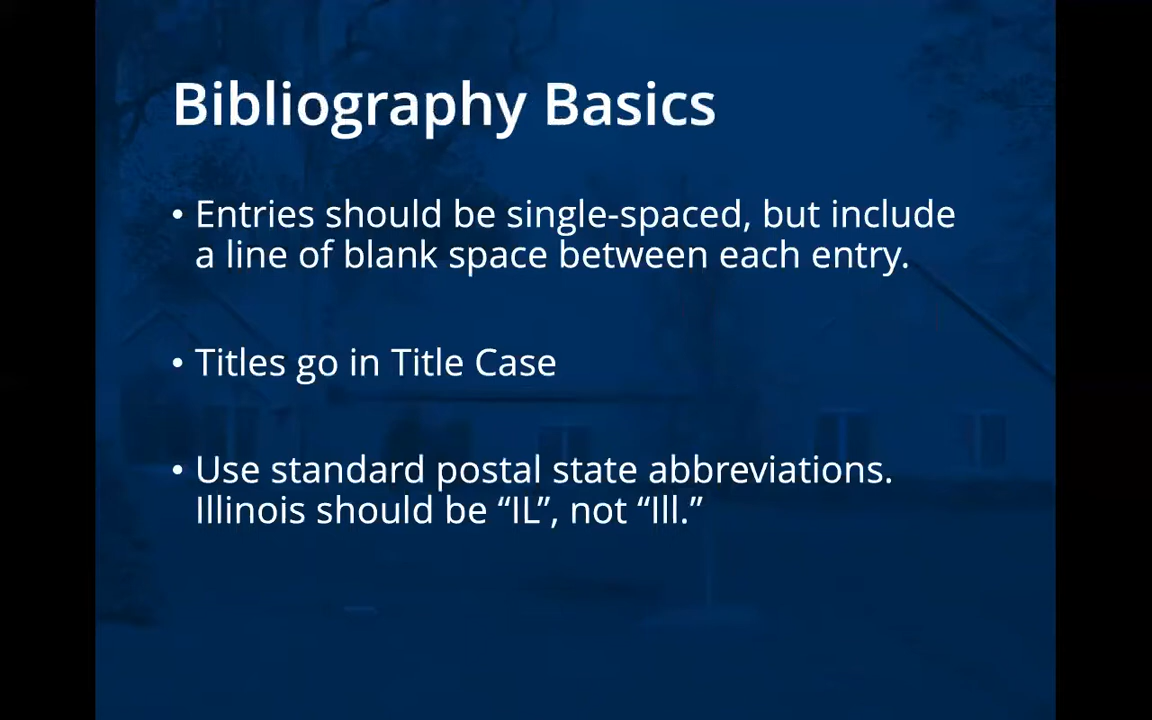 Bibliography Basics
• Entries should be single-spaced, but include
a line of blank space between each entry.
• Titles go in Title Case
• Use standard postal state abbreviations.
Illinois should be “IL”, not “Ill.”